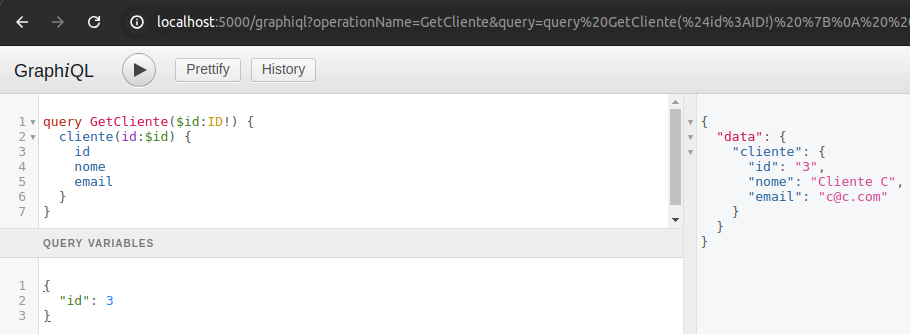 localhost:5000/graphiql?operationName=GetCliente&query=query%20GetCliente(%24id%3AID!)%20%7B%0A%20%20
GraphiQL
Prettify
History
1 query GetCliente($id:ID!) {
2 cliente(id:$id) {
3 id
4 nome
5 email
6 }
7 }
QUERY VARIABLES
1 {
2 "id": 3
3 }
{
"data": {
"cliente": {
"id": "3",
"nome": "Cliente C",
"email": "c@c.com"
}
}
}